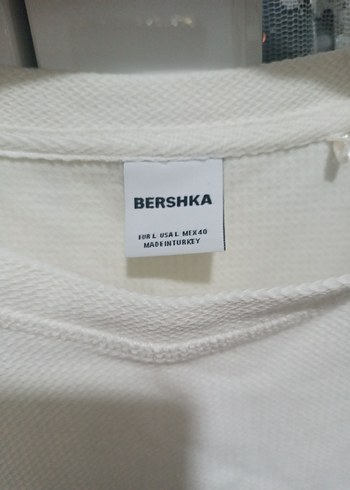 BERSHKA
EUR L USA L MEX 40
MADE IN TURKEY